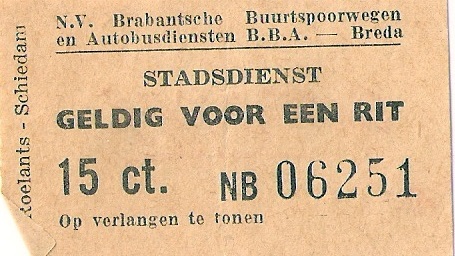 N.V. Brabantsche Buurtspoorwegen
en Autobusdiensten B.B.A. — Breda
STADSDIENST
GELDIG VOOR EEN RIT
15 ct. NB 06251
Op verlangen te tonen
Roelants - Schiedam